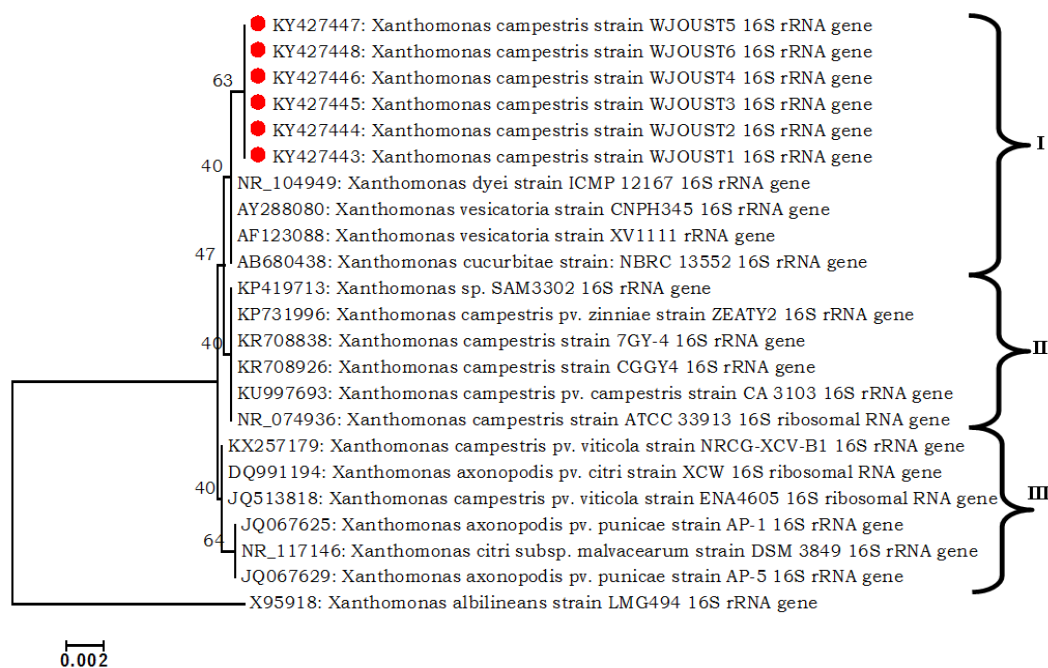 KY427447: Xanthomonas campestris strain WJOUST5 16S rRNA gene
KY427448: Xanthomonas campestris strain WJOUST6 16S rRNA gene
63
KY427446: Xanthomonas campestris strain WJOUST4 16S rRNA gene
KY427445: Xanthomonas campestris strain WJOUST3 16S rRNA gene
KY427444: Xanthomonas campestris strain WJOUST2 16S rRNA gene
I
KY427443: Xanthomonas campestris strain WJOUST1 16S rRNA gene
40
NR_104949: Xanthomonas dyei strain ICMP 12167 16S rRNA gene
AY288080: Xanthomonas vesicatoria strain CNPH345 16S rRNA gene
AF123088: Xanthomonas vesicatoria strain XV1111 rRNA gene
47
AB680438: Xanthomonas cucurbitae strain: NBRC 13552 16S rRNA gene
KP419713: Xanthomonas sp. SAM3302 16S rRNA gene
KP731996: Xanthomonas campestris pv. zinniae strain ZEATY2 16S rRNA gene
40
KR708838: Xanthomonas campestris strain 7GY-4 16S rRNA gene
II
KR708926: Xanthomonas campestris strain CGGY4 16S rRNA gene
KU997693: Xanthomonas campestris pv. campestris strain CA 3103 16S rRNA gene
NR_074936: Xanthomonas campestris strain ATCC 33913 16S ribosomal RNA gene
KX257179: Xanthomonas campestris pv. viticola strain NRCG-XCV-B1 16S rRNA gene
DQ991194: Xanthomonas axonopodis pv. citri strain XCW 16S ribosomal RNA gene
40
JQ513818: Xanthomonas campestris pv. viticola strain ENA4605 16S ribosomal RNA gene
III
JQ067625: Xanthomonas axonopodis pv. punicae strain AP-1 16S rRNA gene
64
NR_117146: Xanthomonas citri subsp. malvacearum strain DSM 3849 16S rRNA gene
JQ067629: Xanthomonas axonopodis pv. punicae strain AP-5 16S rRNA gene
X95918: Xanthomonas albilineans strain LMG494 16S rRNA gene
0.002